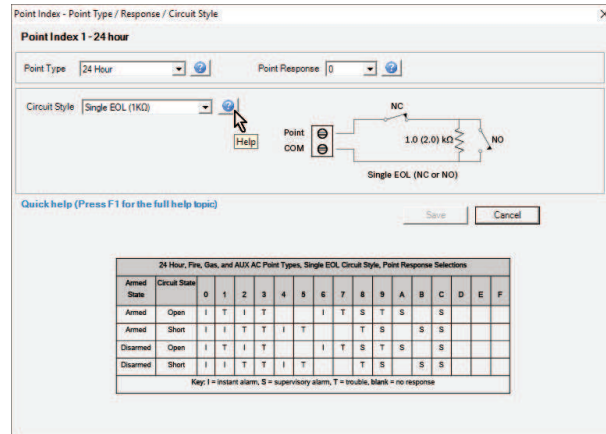 Point Index - Point Type / Response / Circuit Style
Point Index 1 - 24 hour
Point Type 24 Hour Point Response 0
Circuit Style Single EOL (1KΩ)
Help
NC
Point
COM
1.0 (2.0) kΩ
NO
Single EOL (NC or NO)
Quick help (Press F1 for the full help topic)
Save Cancel
24 Hour, Fire, Gas, and AUX AC Point Types, Single EOL Circuit Style, Point Response Selections
Armed State Circuit State 0 1 2 3 4 5 6 7 8 9 A B C D E F
Armed Open I T I T I T S T S S
Armed Short I I T T I T T S S S
Disarmed Open I T I T I T S T S S
Disarmed Short I I T T I T T S S S
Key: I = instant alarm, S = supervisory alarm, T = trouble, blank = no response